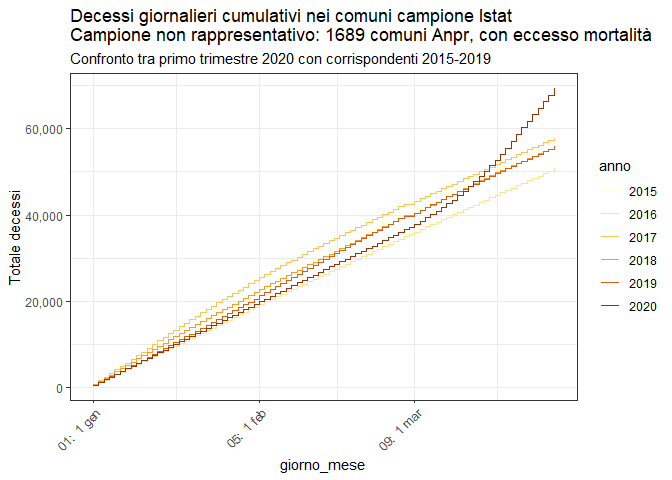 Decessi giornalieri cumulativi nei comuni campione Istat
Campione non rappresentativo: 1689 comuni Anpr, con eccesso mortalità
Confronto tra primo trimestre 2020 con corrispondenti 2015-2019
Totale decessi
60,000
40,000
20,000
0
01: 1 gen
05: 1 feb
09: 1 mar
giorno_mese
anno
2015
2016
2017
2018
2019
2020